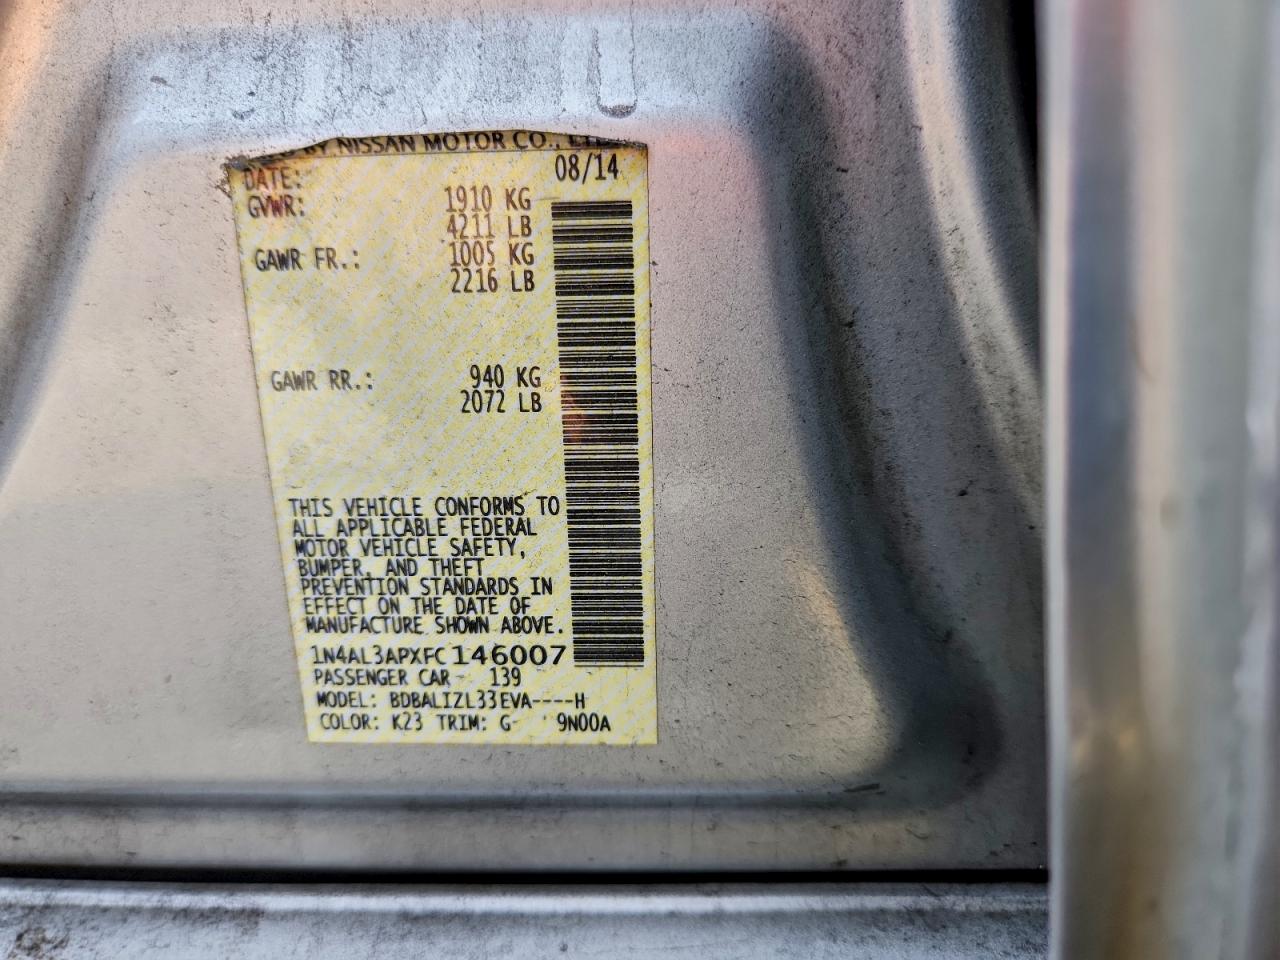 BY NISSAN MOTOR CO., LTD.
DATE: 08/14
GVWR: 1910 KG
4211 LB
GAWR FR.: 1005 KG
2216 LB
GAWR RR.: 940 KG
2072 LB
THIS VEHICLE CONFORMS TO
ALL APPLICABLE FEDERAL
MOTOR VEHICLE SAFETY,
BUMPER, AND THEFT
PREVENTION STANDARDS IN
EFFECT ON THE DATE OF
MANUFACTURE SHOWN ABOVE.
1N4AL3APXFC146007
PASSENGER CAR 139
MODEL: BDBALIZL33EVA----H
COLOR: K23 TRIM: G- 9N00A